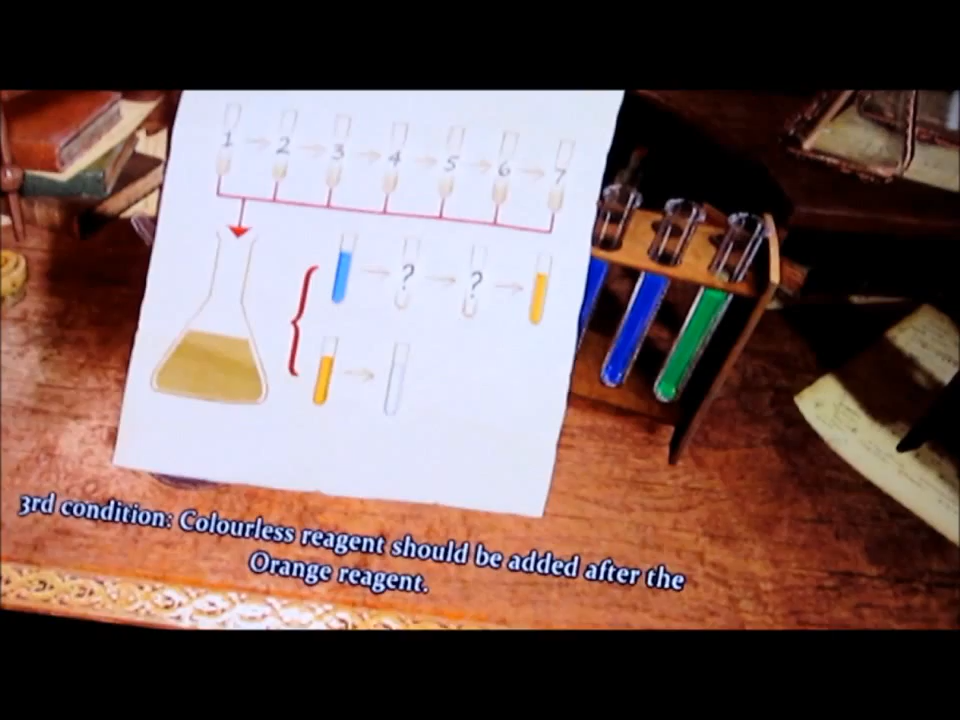 1 2 3 4 5 6 7
? ?
3rd condition: Colourless reagent should be added after the
Orange reagent.